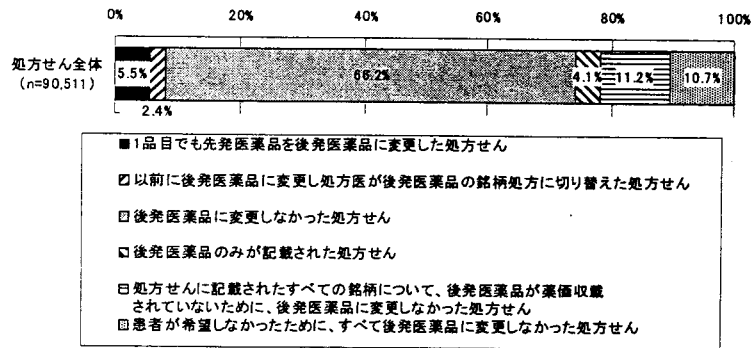 0% 20% 40% 60% 80% 100%
処方せん全体
(n=90,511)
5.5% 66.2% 4.1% 11.2% 10.7%
2.4%
■1品目でも先発医薬品を後発医薬品に変更した処方せん
以前に後発医薬品に変更し処方医が後発医薬品の銘柄処方に切り替えた処方せん
後発医薬品に変更しなかった処方せん
後発医薬品のみが記載された処方せん
処方せんに記載されたすべての銘柄について、後発医薬品が薬価収載
されていないために、後発医薬品に変更しなかった処方せん
患者が希望しなかったために、すべて後発医薬品に変更しなかった処方せん